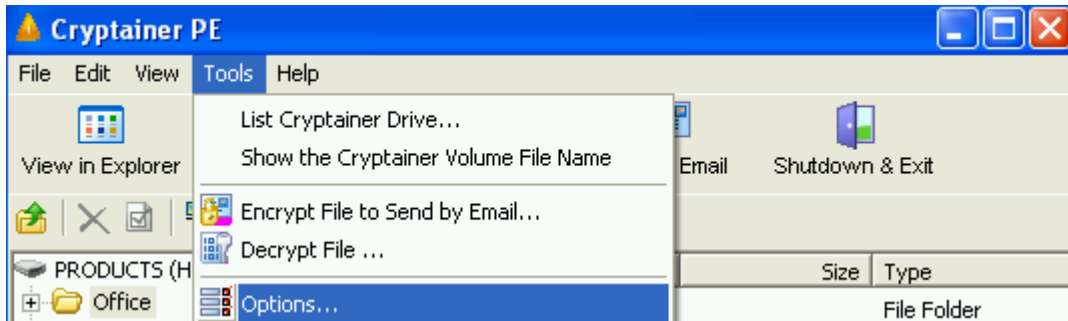 Cryptainer PE
File Edit View Tools Help
List Cryptainer Drive...
Show the Cryptainer Volume File Name
View in Explorer Email Shutdown & Exit
Encrypt File to Send by Email...
Decrypt File ...
PRODUCTS (H Size Type
Office Options... File Folder